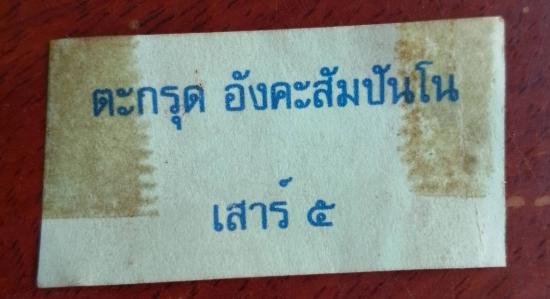 ตะกรุด อังคะสัมปันโน
เสาร์ ๕